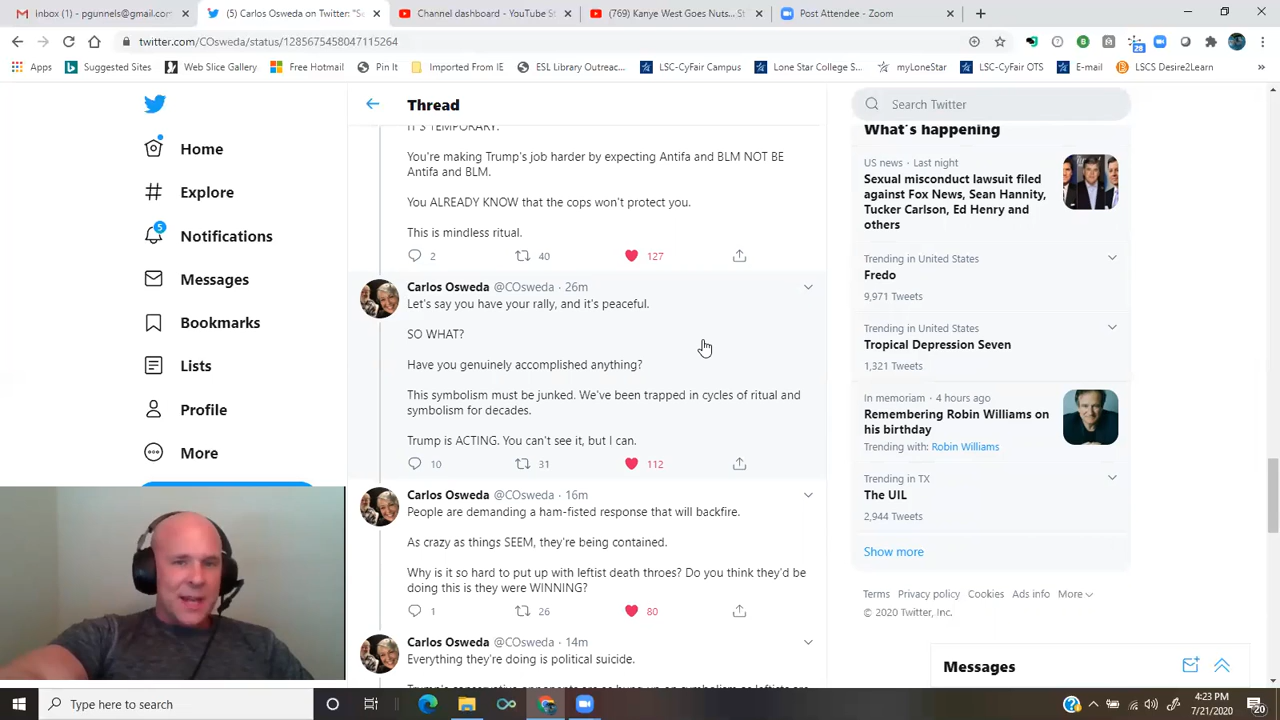 Inbox (5) - pgunnels@gmail.com
(5) Carlos Osweda on Twitter: "Se
Channel dashboard - YouTube St
(769) Kanye West Goes Nuts... St
Post Attendee - Zoom
twitter.com/COsweda/status/1285675458047115264
28
Apps
Suggested Sites
Web Slice Gallery
Free Hotmail
Pin It
Imported From IE
ESL Library Outreac...
LSC-CyFair Campus
Lone Star College S...
myLoneStar
LSC-CyFair OTS
E-mail
LSCS Desire2Learn
»
Home
Explore
5
Notifications
Messages
Bookmarks
Lists
Profile
More
Thread
IT'S TEMPORARY.
You're making Trump's job harder by expecting Antifa and BLM NOT BE
Antifa and BLM.
You ALREADY KNOW that the cops won't protect you.
This is mindless ritual.
2 40 127
Carlos Osweda @COsweda · 26m
Let's say you have your rally, and it's peaceful.
SO WHAT?
Have you genuinely accomplished anything?
This symbolism must be junked. We've been trapped in cycles of ritual and
symbolism for decades.
Trump is ACTING. You can't see it, but I can.
10 31 112
Carlos Osweda @COsweda · 16m
People are demanding a ham-fisted response that will backfire.
As crazy as things SEEM, they're being contained.
Why is it so hard to put up with leftist death throes? Do you think they'd be
doing this is they were WINNING?
1 26 80
Carlos Osweda @COsweda · 14m
Everything they're doing is political suicide.
Search Twitter
What's happening
US news · Last night
Sexual misconduct lawsuit filed
against Fox News, Sean Hannity,
Tucker Carlson, Ed Henry and
others
Trending in United States
Fredo
9,971 Tweets
Trending in United States
Tropical Depression Seven
1,321 Tweets
In memoriam · 4 hours ago
Remembering Robin Williams on
his birthday
Trending with: Robin Williams
Trending in TX
The UIL
2,944 Tweets
Show more
Terms Privacy policy Cookies Ads info More
© 2020 Twitter, Inc.
Messages
Type here to search
4:23 PM
7/21/2020
20